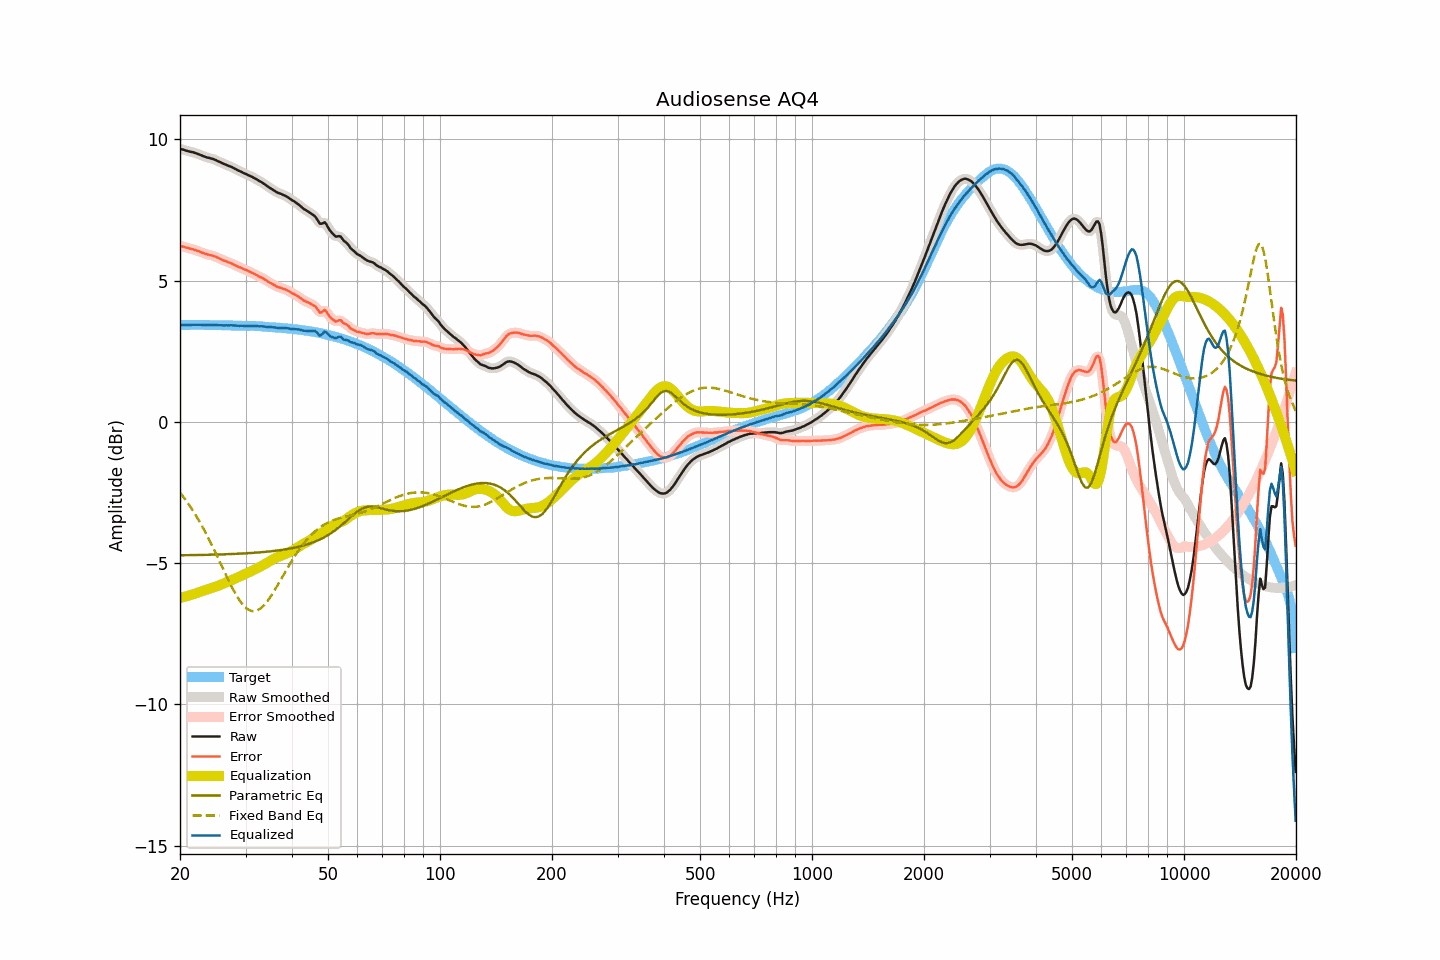 Audiosense AQ4
10
5
0
−5
−10
−15
Amplitude (dBr)
Target
Raw Smoothed
Error Smoothed
Raw
Error
Equalization
Parametric Eq
Fixed Band Eq
Equalized
20 50 100 200 500 1000 2000 5000 10000 20000
Frequency (Hz)